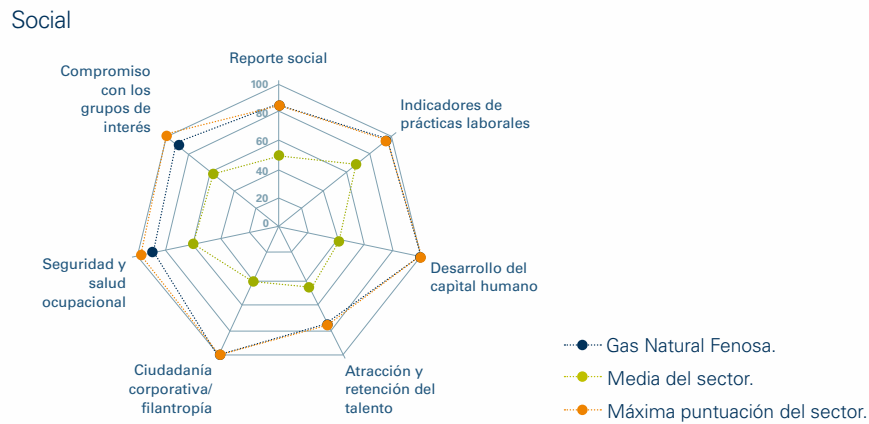 Social
Reporte social
Compromiso
con los
grupos de
interés
Indicadores de
prácticas laborales
100
80
60
40
20
0
Seguridad y
salud
ocupacional
Desarrollo del
capìtal humano
Ciudadanía
corporativa/
filantropía
Atracción y
retención del
talento
Gas Natural Fenosa.
Media del sector.
Máxima puntuación del sector.